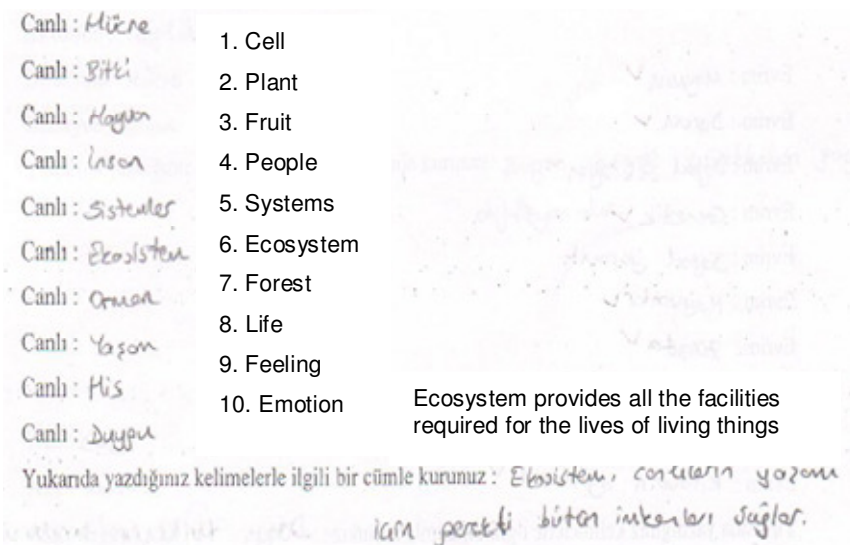 Canlı : Hücre
Canlı : Bitki
Canlı : Hayvan
Canlı : İnsan
Canlı : Sistemler
Canlı : Ekosistem
Canlı : Orman
Canlı : Yaşam
Canlı : His
Canlı : Duygu
1. Cell
2. Plant
3. Fruit
4. People
5. Systems
6. Ecosystem
7. Forest
8. Life
9. Feeling
10. Emotion
Ecosystem provides all the facilities
required for the lives of living things
Yukarıda yazdığınız kelimelerle ilgili bir cümle kurunuz : Ekosistem, canlıların yaşamı
için gerekli bütün imkanları sağlar.